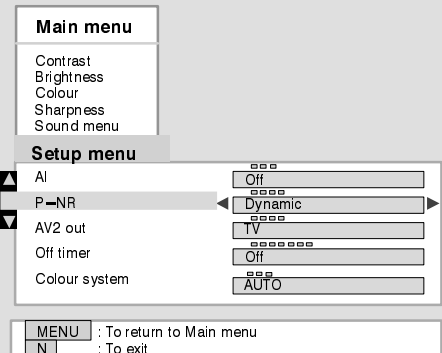 Main menu
Contrast
Brightness
Colour
Sharpness
Sound menu
Setup menu
AI Off
P-NR Dynamic
AV2 out TV
Off timer Off
Colour system AUTO
MENU : To return to Main menu
N : To exit